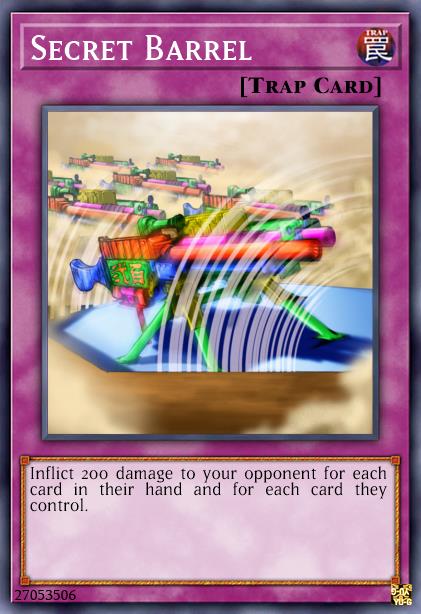 Secret Barrel
TRAP
罠
[Trap Card]
Inflict 200 damage to your opponent for each
card in their hand and for each card they
control.
27053506